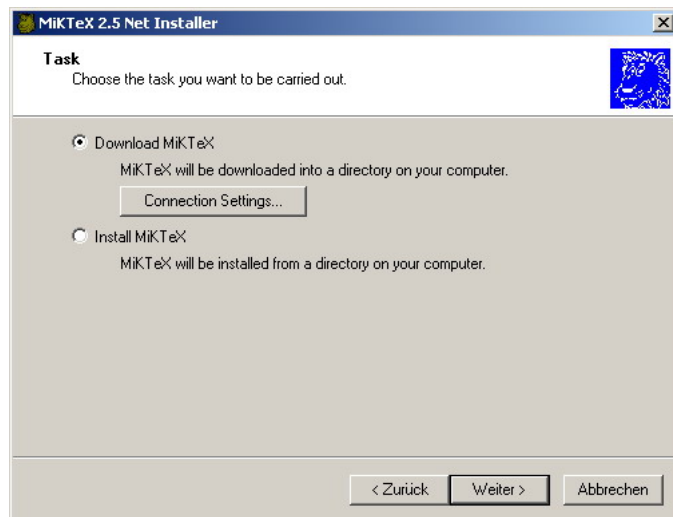 MiKTeX 2.5 Net Installer
Task
Choose the task you want to be carried out.
Download MiKTeX
MiKTeX will be downloaded into a directory on your computer.
Connection Settings...
Install MiKTeX
MiKTeX will be installed from a directory on your computer.
< Zurück Weiter > Abbrechen